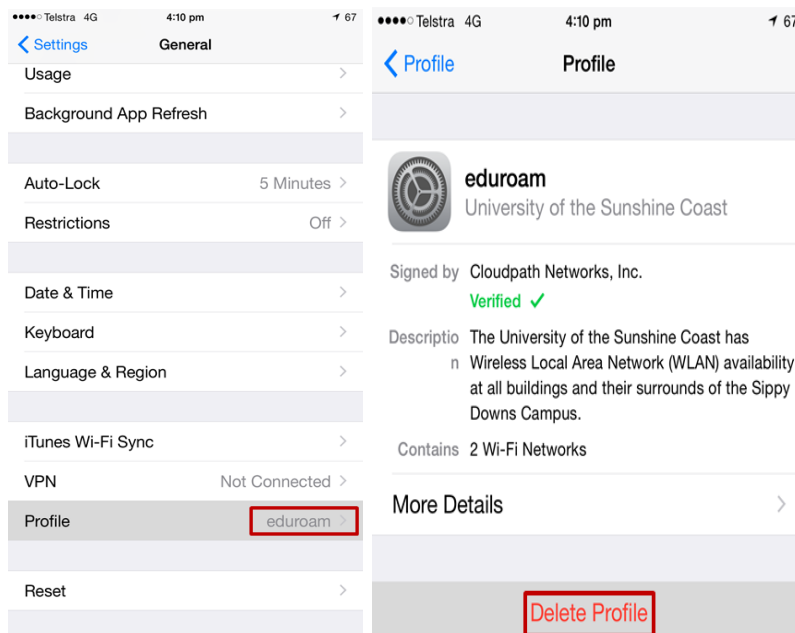 Telstra 4G 4:10 pm 67
Settings General
Usage
Background App Refresh
Auto-Lock 5 Minutes
Restrictions Off
Date & Time
Keyboard
Language & Region
iTunes Wi-Fi Sync
VPN Not Connected
Profile eduroam
Reset
Telstra 4G 4:10 pm 67
Profile Profile
eduroam
University of the Sunshine Coast
Signed by Cloudpath Networks, Inc.
Verified ✓
Descriptio The University of the Sunshine Coast has
n Wireless Local Area Network (WLAN) availability
at all buildings and their surrounds of the Sippy
Downs Campus.
Contains 2 Wi-Fi Networks
More Details
Delete Profile